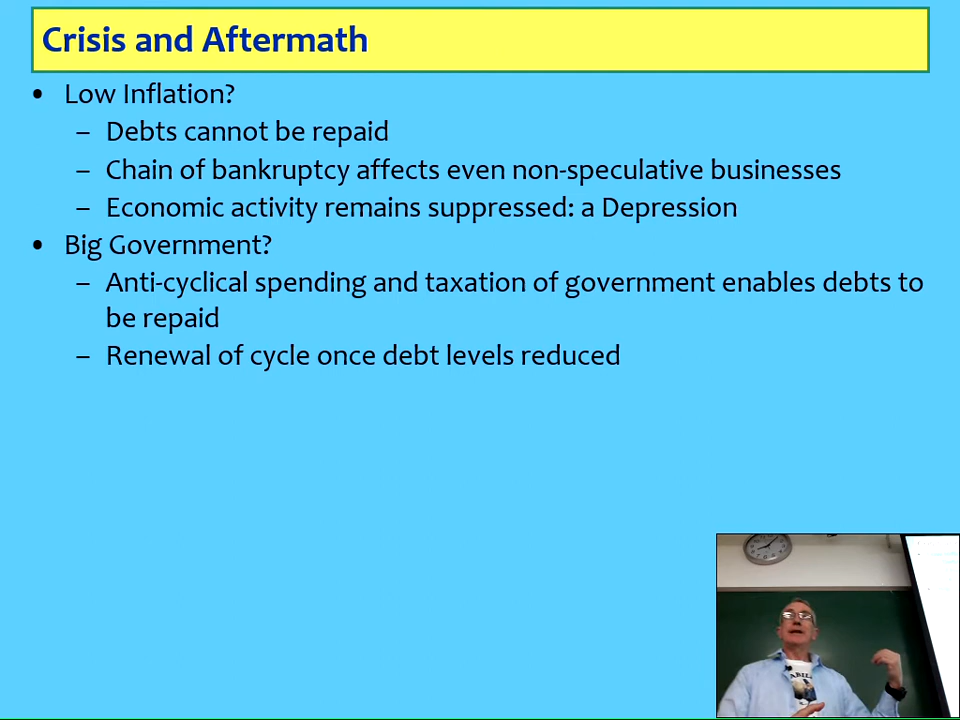 Crisis and Aftermath
• Low Inflation?
– Debts cannot be repaid
– Chain of bankruptcy affects even non-speculative businesses
– Economic activity remains suppressed: a Depression
• Big Government?
– Anti-cyclical spending and taxation of government enables debts to
be repaid
– Renewal of cycle once debt levels reduced